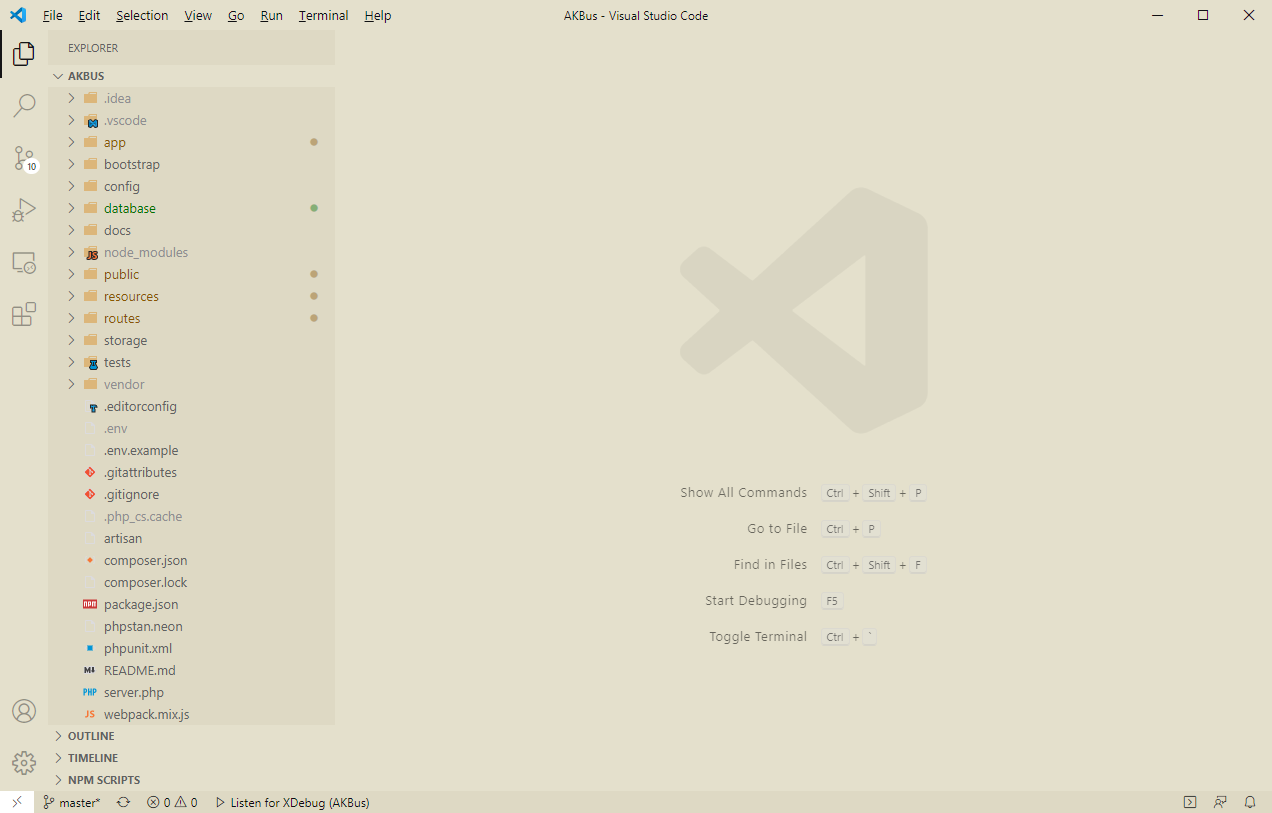 File Edit Selection View Go Run Terminal Help AKBus - Visual Studio Code
EXPLORER
AKBUS
.idea
.vscode
app
bootstrap
config
database
docs
node_modules
public
resources
routes
storage
tests
vendor
.editorconfig
.env
.env.example
.gitattributes
.gitignore
.php_cs.cache
artisan
composer.json
composer.lock
package.json
phpstan.neon
phpunit.xml
README.md
server.php
webpack.mix.js
OUTLINE
TIMELINE
NPM SCRIPTS
10
JS
npm
M↓
PHP
JS
Show All Commands Ctrl + Shift + P
Go to File Ctrl + P
Find in Files Ctrl + Shift + F
Start Debugging F5
Toggle Terminal Ctrl + `
master* 0 0 Listen for XDebug (AKBus)